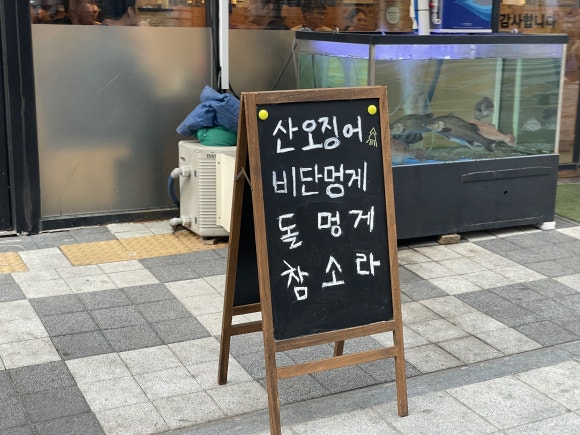 감사합니다
산오징어
비단멍게
돌멍게
참소라